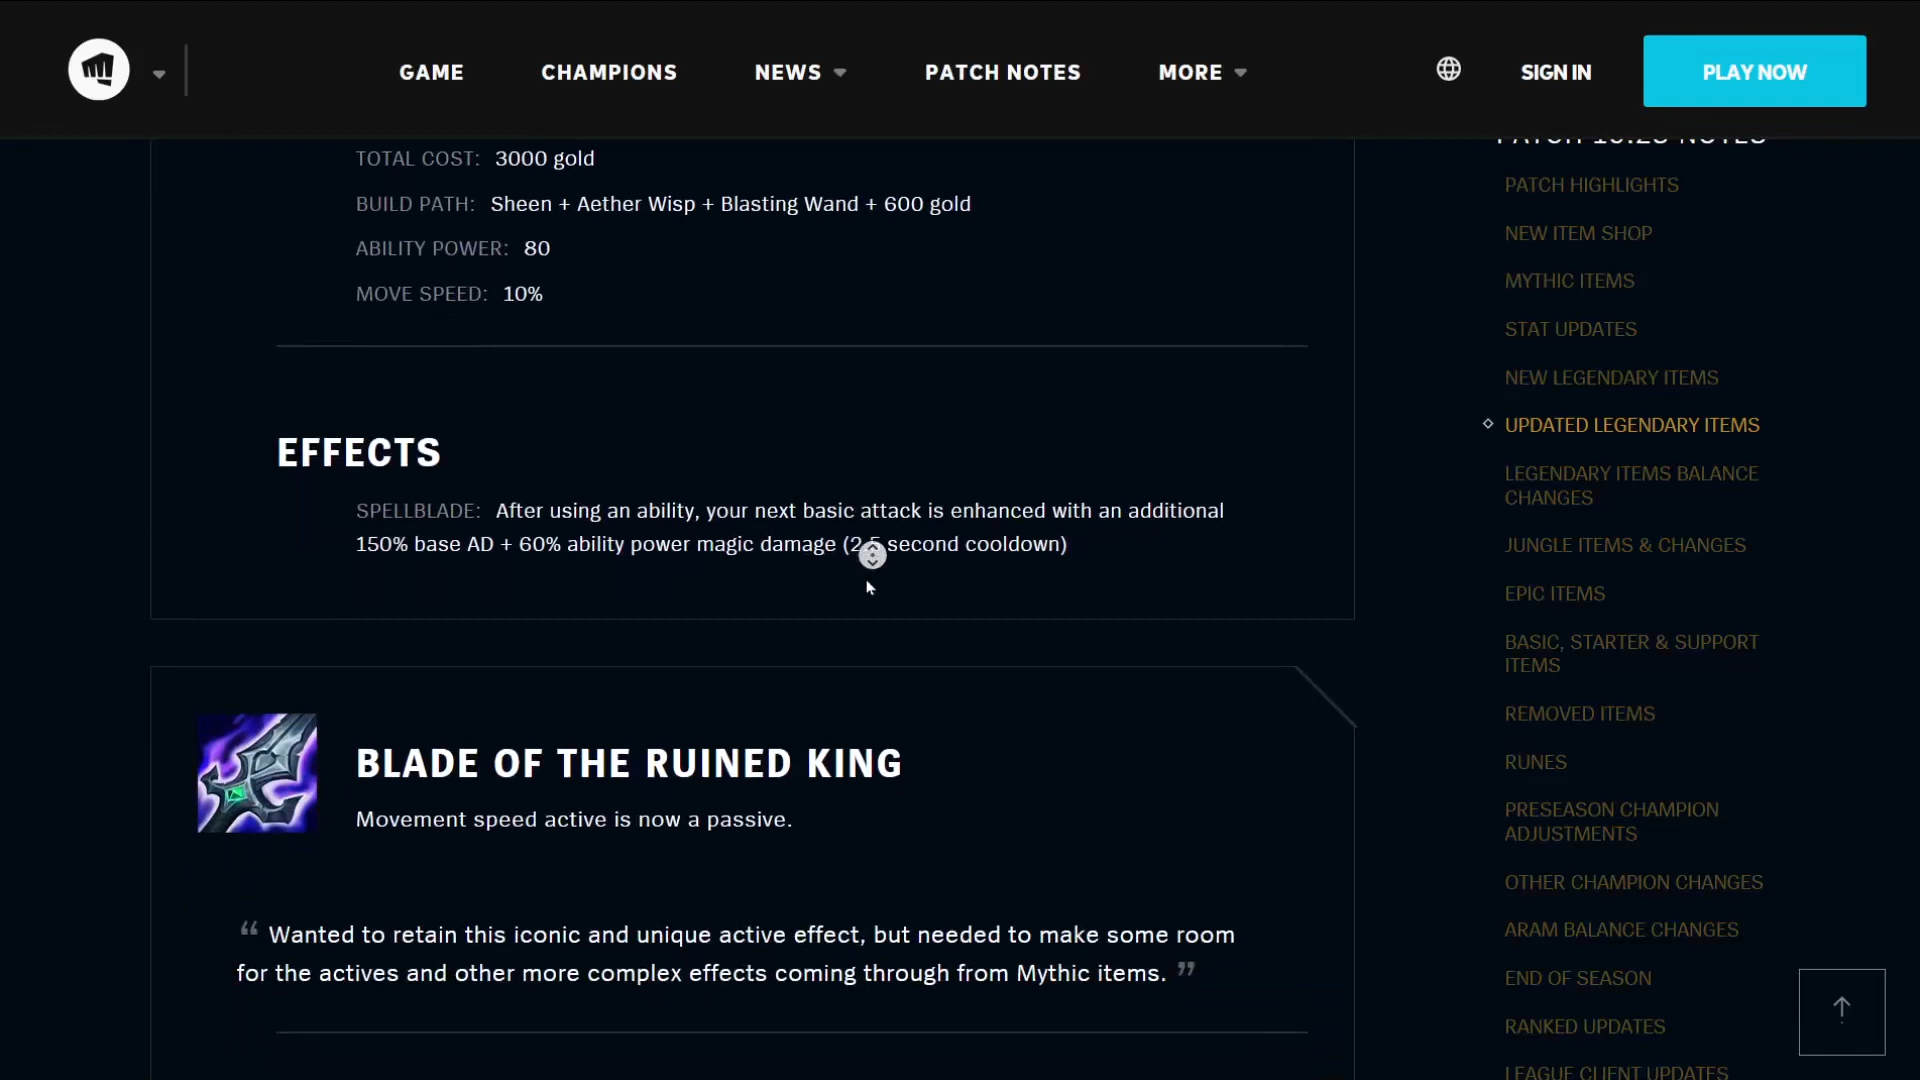 GAME
CHAMPIONS
NEWS
PATCH NOTES
MORE
SIGN IN
PLAY NOW
TOTAL COST: 3000 gold
BUILD PATH: Sheen + Aether Wisp + Blasting Wand + 600 gold
ABILITY POWER: 80
MOVE SPEED: 10%
EFFECTS
SPELLBLADE: After using an ability, your next basic attack is enhanced with an additional
150% base AD + 60% ability power magic damage (2.5 second cooldown)
BLADE OF THE RUINED KING
Movement speed active is now a passive.
“ Wanted to retain this iconic and unique active effect, but needed to make some room
for the actives and other more complex effects coming through from Mythic items. ”
PATCH 10.23 NOTES
PATCH HIGHLIGHTS
NEW ITEM SHOP
MYTHIC ITEMS
STAT UPDATES
NEW LEGENDARY ITEMS
UPDATED LEGENDARY ITEMS
LEGENDARY ITEMS BALANCE
CHANGES
JUNGLE ITEMS & CHANGES
EPIC ITEMS
BASIC, STARTER & SUPPORT
ITEMS
REMOVED ITEMS
RUNES
PRESEASON CHAMPION
ADJUSTMENTS
OTHER CHAMPION CHANGES
ARAM BALANCE CHANGES
END OF SEASON
RANKED UPDATES
LEAGUE CLIENT UPDATES